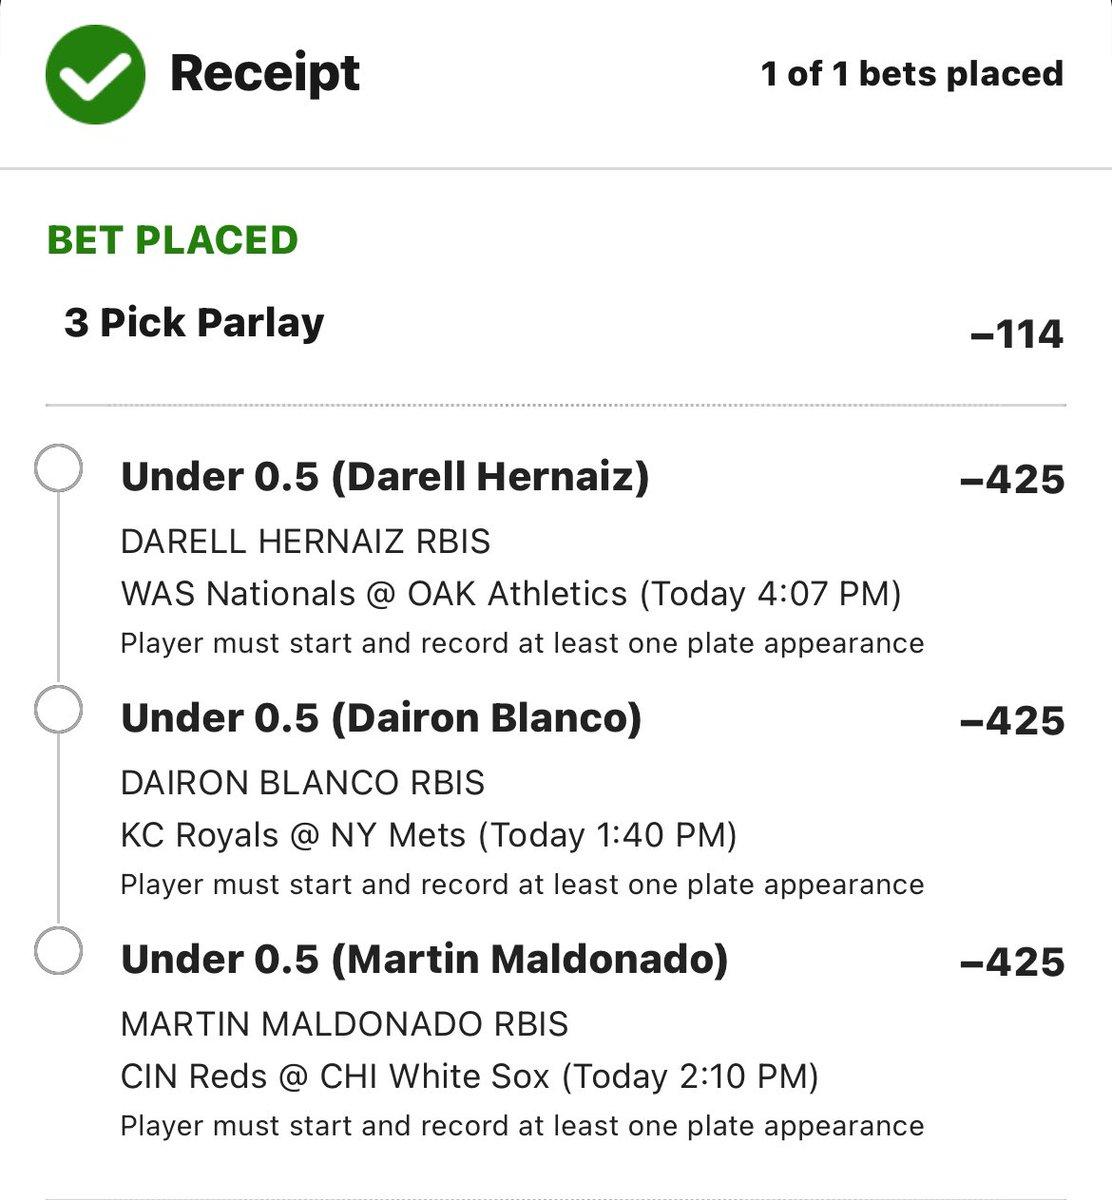 Receipt
1 of 1 bets placed
BET PLACED
3 Pick Parlay
–114
Under 0.5 (Darell Hernaiz)
–425
DARELL HERNAIZ RBIS
WAS Nationals @ OAK Athletics (Today 4:07 PM)
Player must start and record at least one plate appearance
Under 0.5 (Dairon Blanco)
–425
DAIRON BLANCO RBIS
KC Royals @ NY Mets (Today 1:40 PM)
Player must start and record at least one plate appearance
Under 0.5 (Martin Maldonado)
–425
MARTIN MALDONADO RBIS
CIN Reds @ CHI White Sox (Today 2:10 PM)
Player must start and record at least one plate appearance